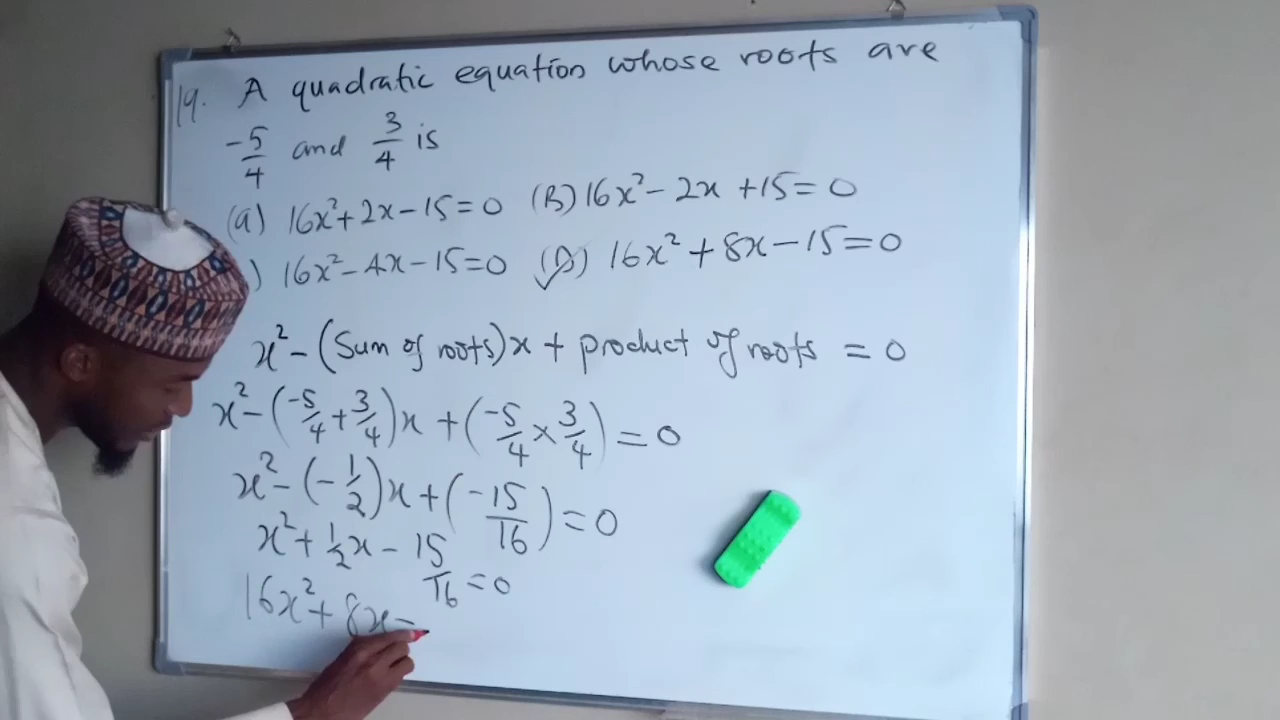 19. A quadratic equation whose roots are
-5/4 and 3/4 is
(a) 16x²+2x-15=0 (B) 16x²-2x+15=0
) 16x²-4x-15=0 (D) 16x²+8x-15=0
x²-(Sum of roots)x + product of roots = 0
x²-(-5/4+3/4)x+(-5/4×3/4)=0
x²-(-1/2)x+(-15/16)=0
x²+1/2x-15/16=0
16x²+8x-